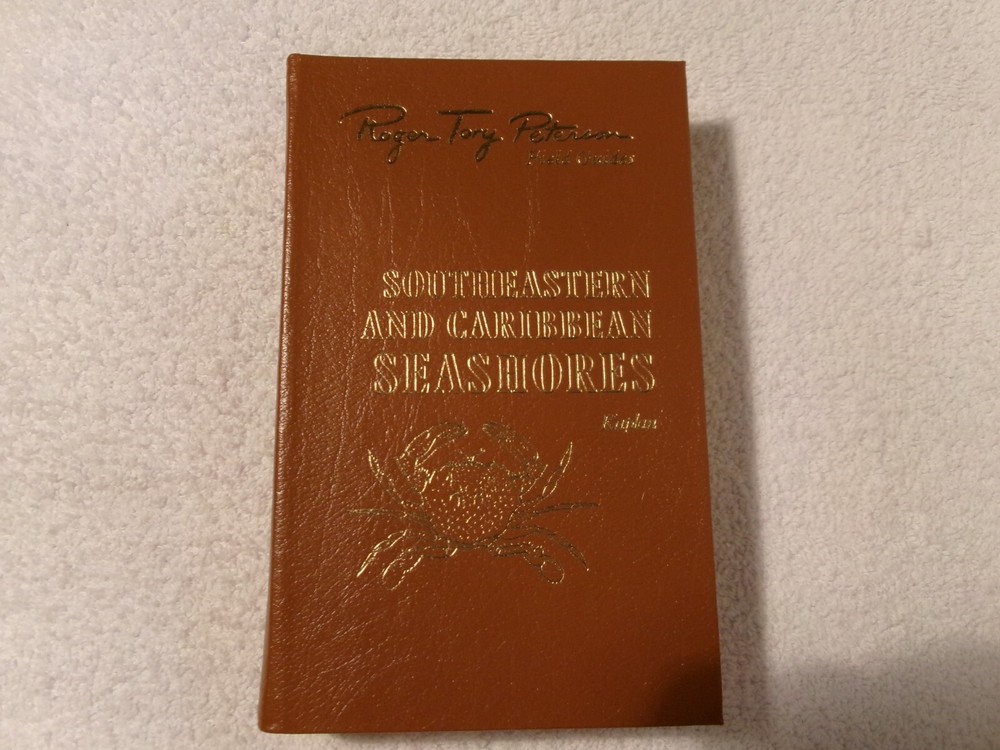 Roger Tory Peterson
Field Guides
SOUTHEASTERN
AND CARIBBEAN
SEASHORES
Kaplan